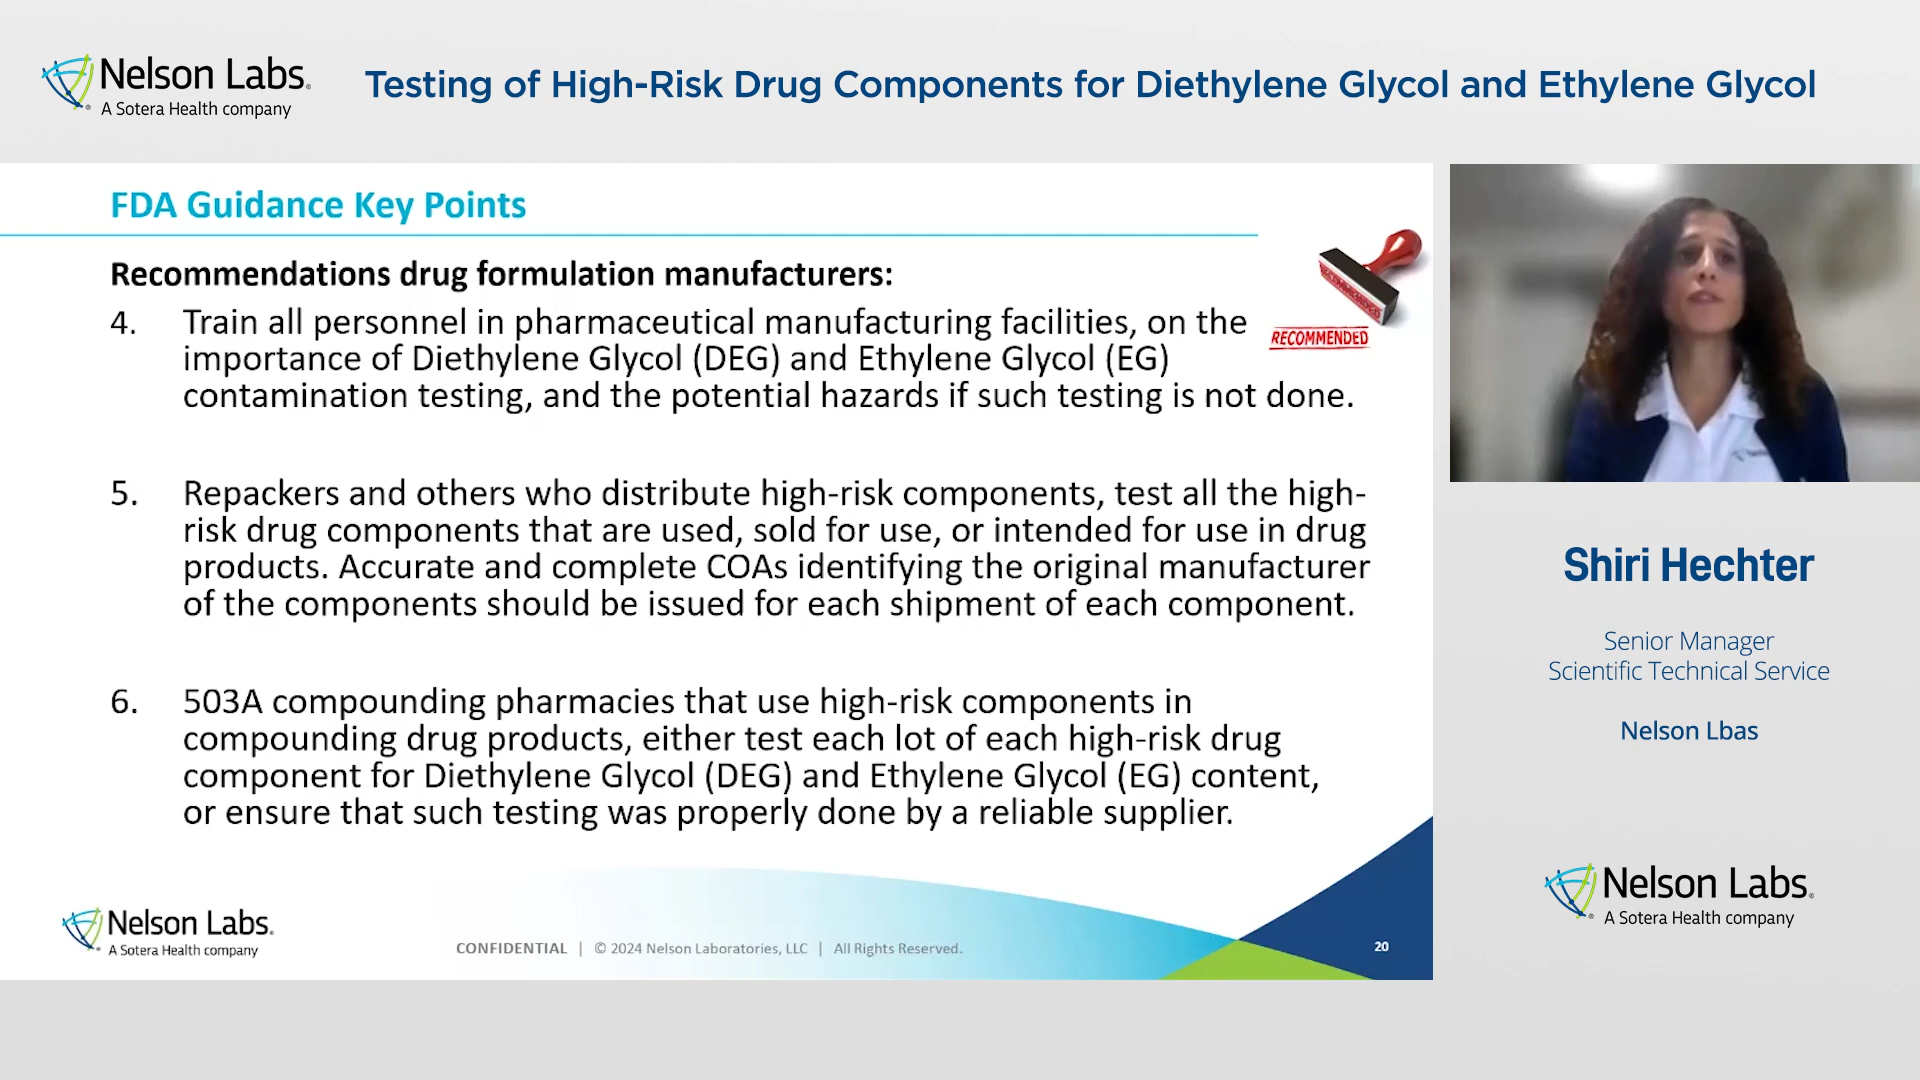 Nelson Labs®
A Sotera Health company
Testing of High-Risk Drug Components for Diethylene Glycol and Ethylene Glycol
FDA Guidance Key Points
Recommendations drug formulation manufacturers:
4. Train all personnel in pharmaceutical manufacturing facilities, on the
importance of Diethylene Glycol (DEG) and Ethylene Glycol (EG)
contamination testing, and the potential hazards if such testing is not done.
RECOMMENDED
5. Repackers and others who distribute high-risk components, test all the high-
risk drug components that are used, sold for use, or intended for use in drug
products. Accurate and complete COAs identifying the original manufacturer
of the components should be issued for each shipment of each component.
6. 503A compounding pharmacies that use high-risk components in
compounding drug products, either test each lot of each high-risk drug
component for Diethylene Glycol (DEG) and Ethylene Glycol (EG) content,
or ensure that such testing was properly done by a reliable supplier.
Nelson Labs®
A Sotera Health company
CONFIDENTIAL | © 2024 Nelson Laboratories, LLC | All Rights Reserved.
20
Shiri Hechter
Senior Manager
Scientific Technical Service
Nelson Lbas
Nelson Labs®
A Sotera Health company